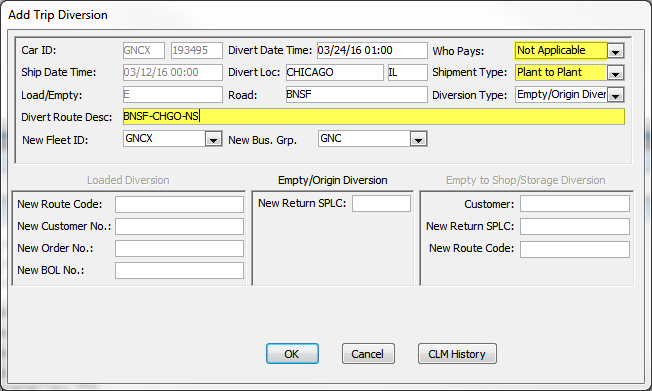 Add Trip Diversion
Car ID: GNCX 193495 Divert Date Time: 03/24/16 01:00 Who Pays: Not Applicable
Ship Date Time: 03/12/16 00:00 Divert Loc: CHICAGO IL Shipment Type: Plant to Plant
Load/Empty: E Road: BNSF Diversion Type: Empty/Origin Diver
Divert Route Desc: BNSF-CHGO-NS
New Fleet ID: GNCX New Bus. Grp. GNC
Loaded Diversion Empty/Origin Diversion Empty to Shop/Storage Diversion
New Route Code: New Return SPLC: Customer:
New Customer No.: New Return SPLC:
New Order No.: New Route Code:
New BOL No.:
OK Cancel CLM History